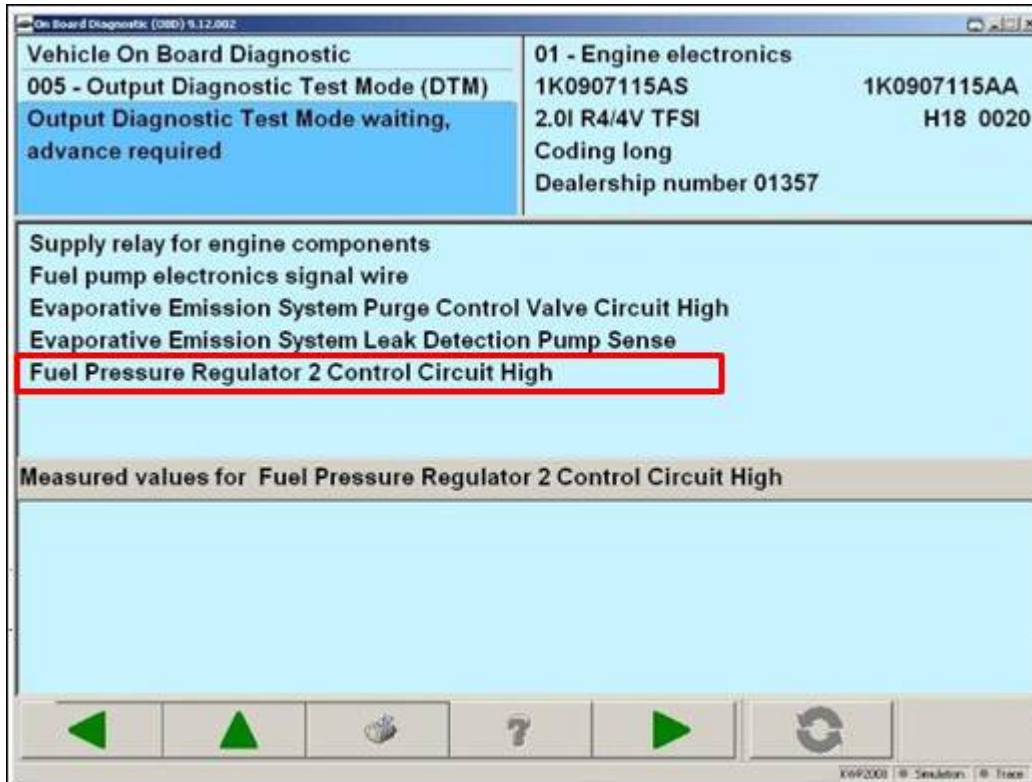 On Board Diagnostic (OBD) 9.12.002
Vehicle On Board Diagnostic
005 - Output Diagnostic Test Mode (DTM)
Output Diagnostic Test Mode waiting,
advance required
01 - Engine electronics
1K0907115AS 1K0907115AA
2.0l R4/4V TFSI H18 0020
Coding long
Dealership number 01357
Supply relay for engine components
Fuel pump electronics signal wire
Evaporative Emission System Purge Control Valve Circuit High
Evaporative Emission System Leak Detection Pump Sense
Fuel Pressure Regulator 2 Control Circuit High
Measured values for Fuel Pressure Regulator 2 Control Circuit High
?
KWP2000 Simulation Trace